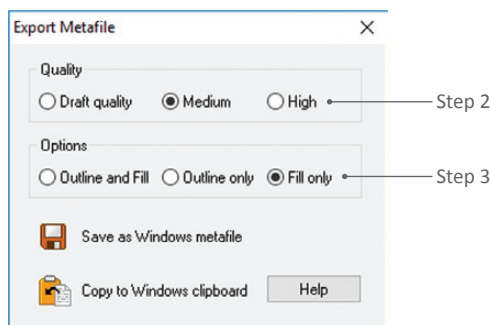 Export Metafile
Quality
Draft quality Medium High Step 2
Options
Outline and Fill Outline only Fill only Step 3
Save as Windows metafile
Copy to Windows clipboard Help